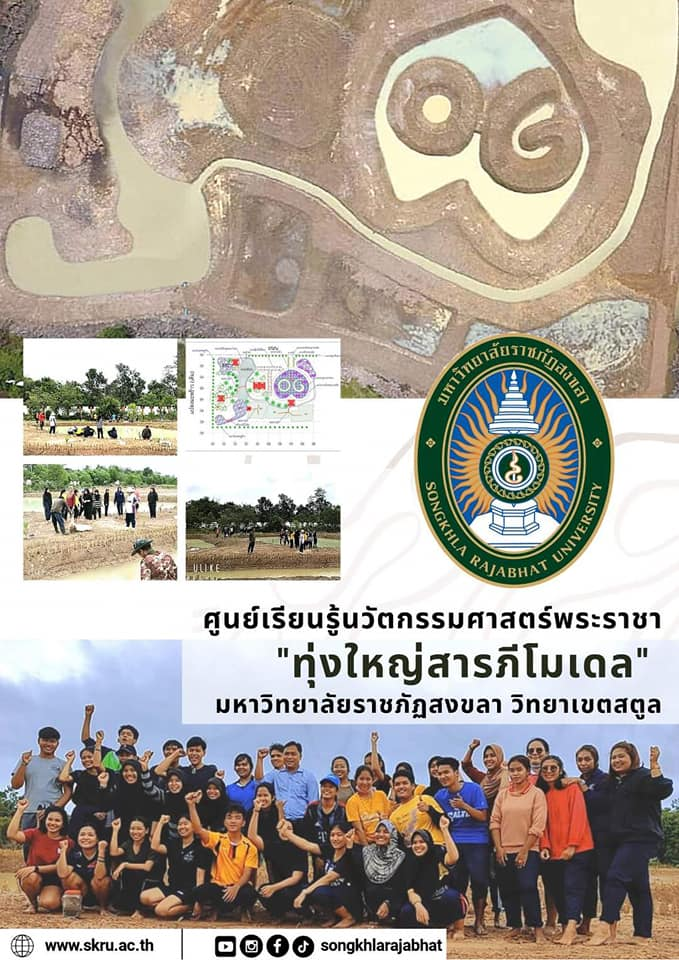 OG
OG
มหาวิทยาลัยราชภัฏสงขลา
SONGKHLA RAJABHAT UNIVERSITY
ULIKE
ศูนย์เรียนรู้นวัตกรรมศาสตร์พระราชา
"ทุ่งใหญ่สารภีโมเดล"
มหาวิทยาลัยราชภัฏสงขลา วิทยาเขตสตูล
www.skru.ac.th
songkhlarajabhat